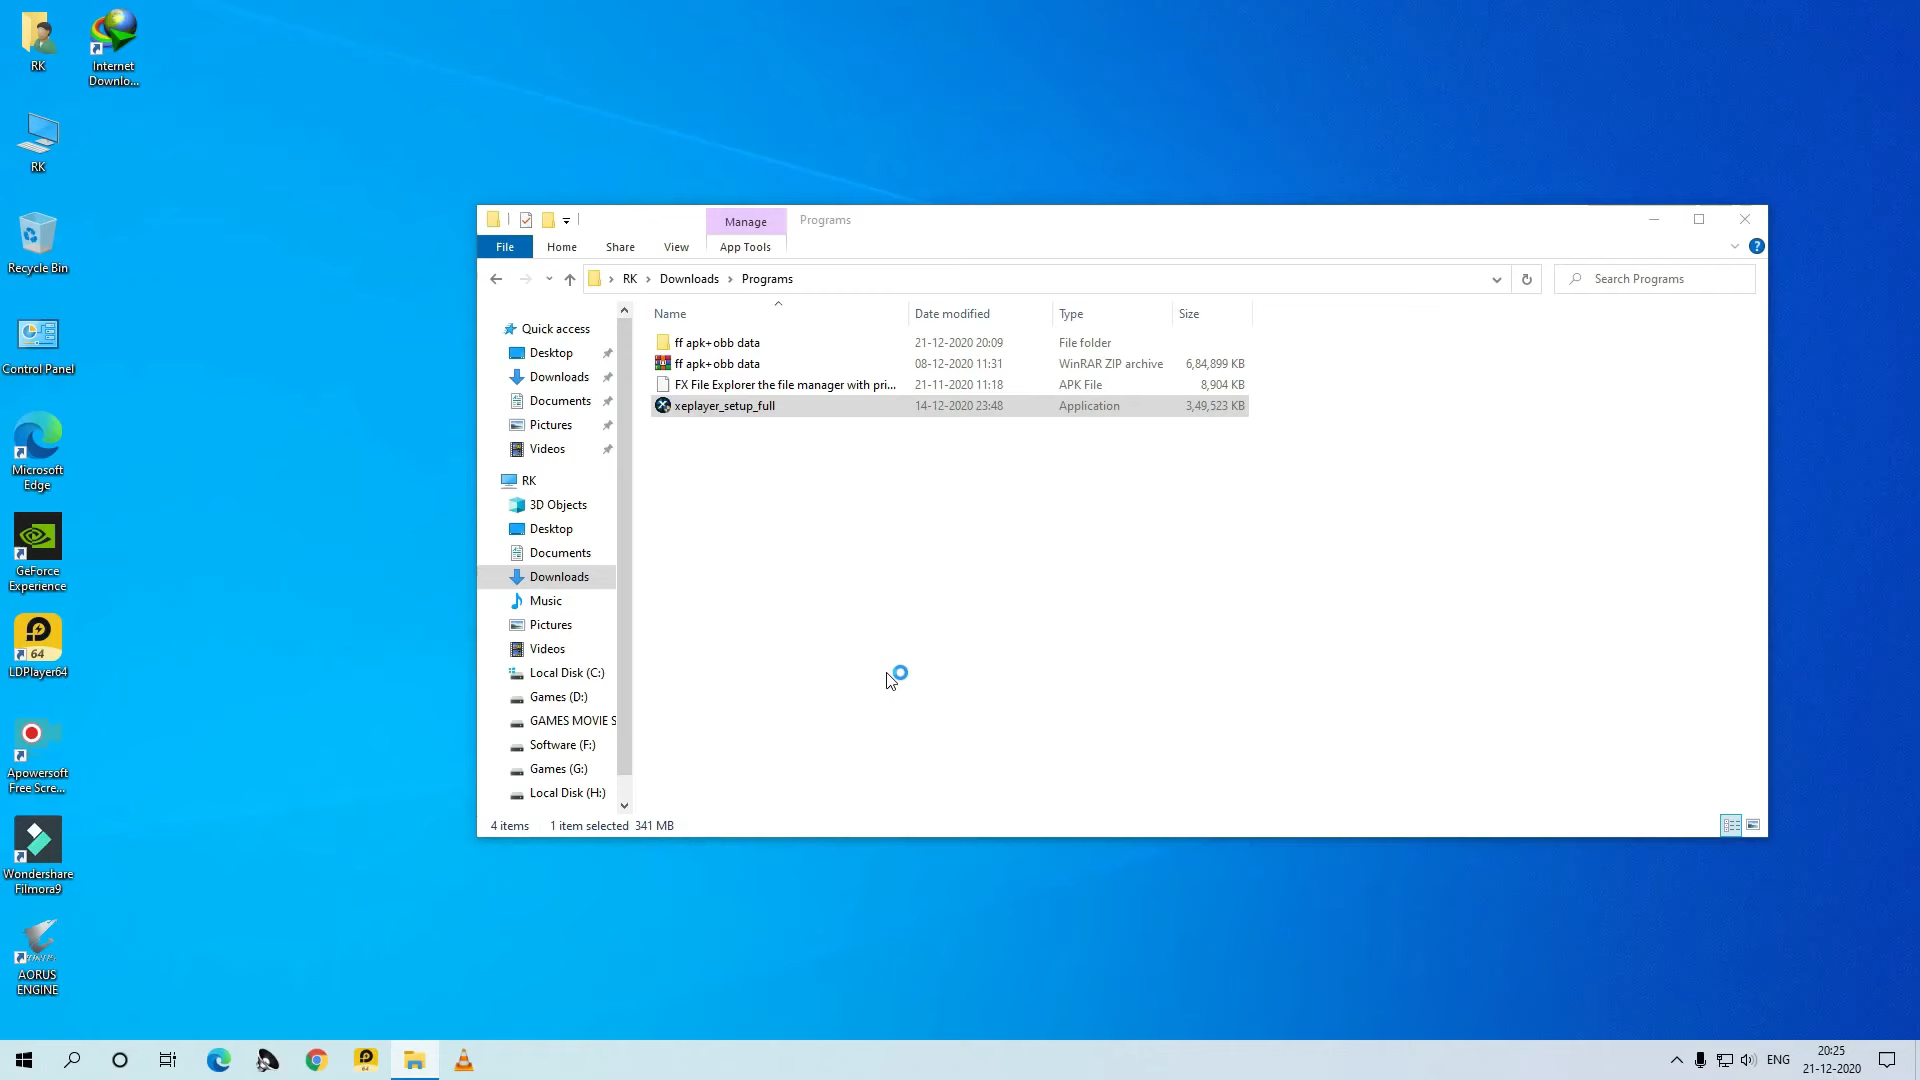 RK
Internet
Downlo...
RK
Recycle Bin
Control Panel
Microsoft
Edge
GeForce
Experience
64
LDPlayer64
Apowersoft
Free Scre...
Wondershare
Filmora9
AORUS
ENGINE
Manage
Programs
File
Home
Share
View
App Tools
RK
Downloads
Programs
Search Programs
Name
Date modified
Type
Size
ff apk+obb data
21-12-2020 20:09
File folder
ff apk+obb data
08-12-2020 11:31
WinRAR ZIP archive
6,84,899 KB
FX File Explorer the file manager with pri...
21-11-2020 11:18
APK File
8,904 KB
xeplayer_setup_full
14-12-2020 23:48
Application
3,49,523 KB
Quick access
Desktop
Downloads
Documents
Pictures
Videos
RK
3D Objects
Desktop
Documents
Downloads
Music
Pictures
Videos
Local Disk (C:)
Games (D:)
GAMES MOVIE S
Software (F:)
Games (G:)
Local Disk (H:)
4 items
1 item selected 341 MB
64
ENG
20:25
21-12-2020